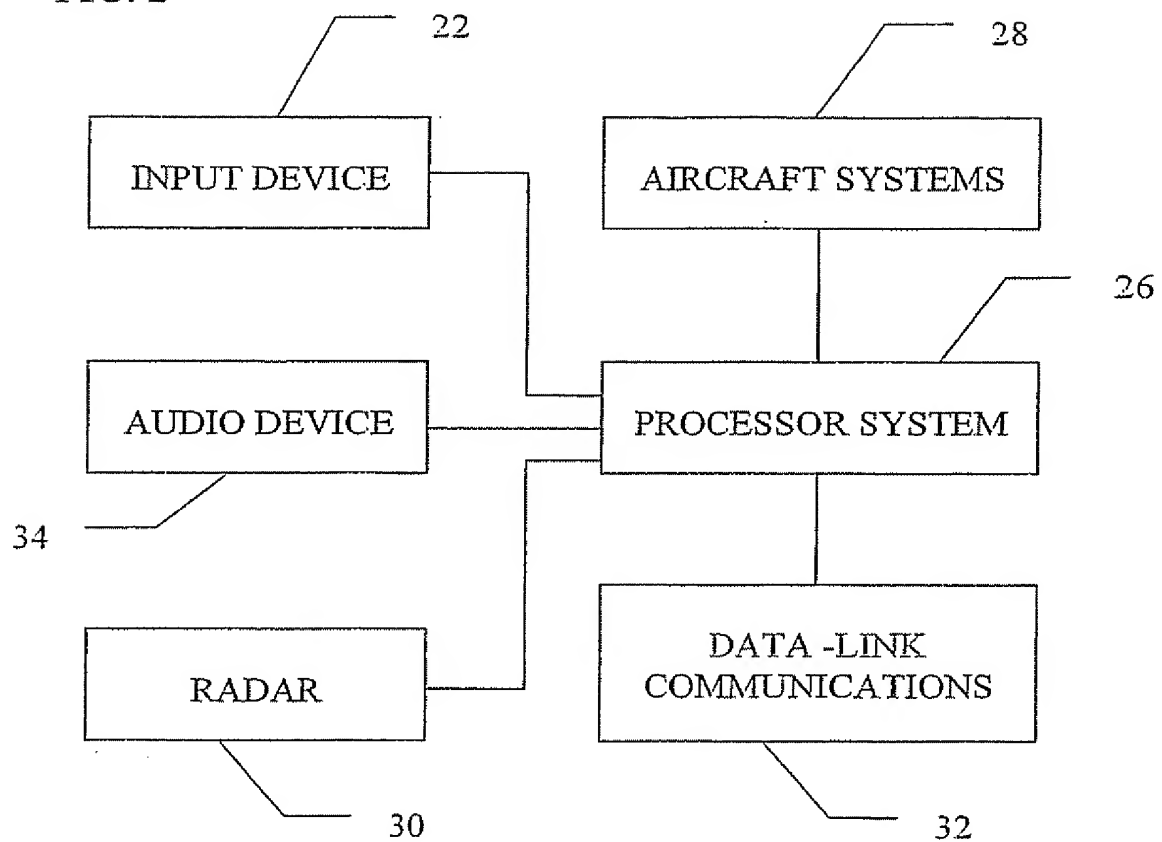 22
28
INPUT DEVICE
AIRCRAFT SYSTEMS
26
AUDIO DEVICE
PROCESSOR SYSTEM
34
RADAR
DATA -LINK
COMMUNICATIONS
30
32